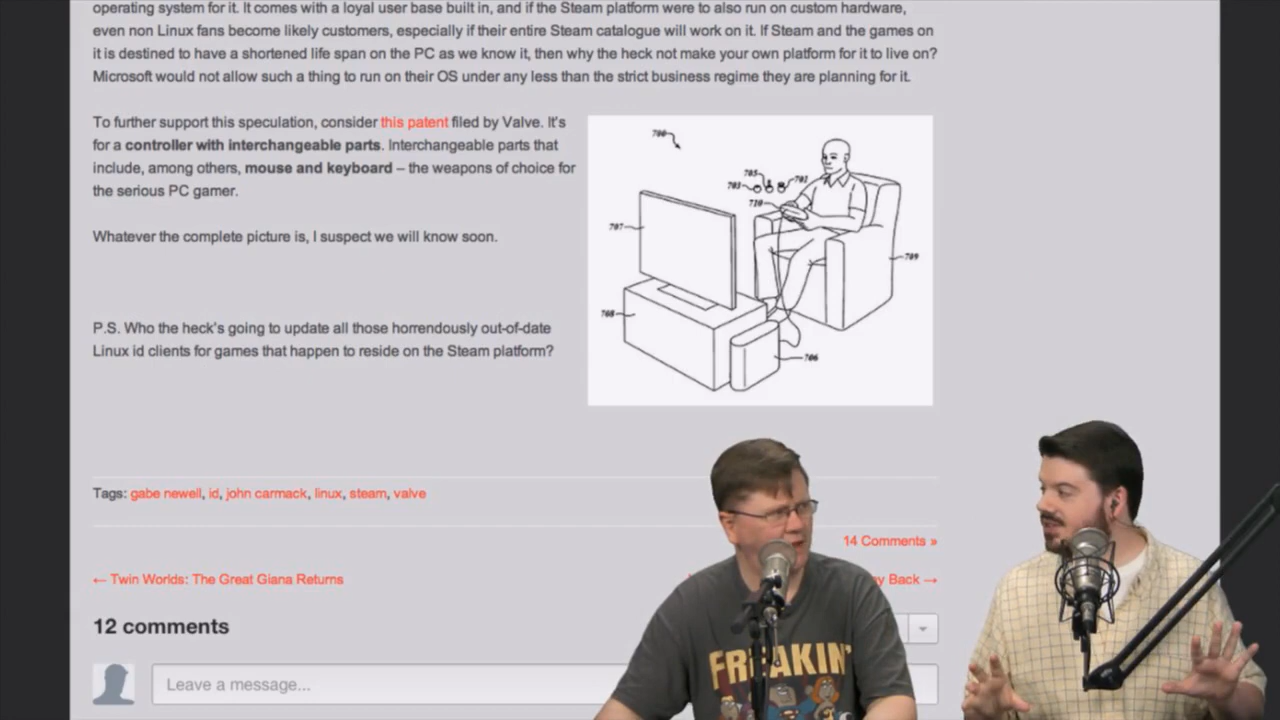 operating system for it. It comes with a loyal user base built in, and if the Steam platform were to also run on custom hardware,
even non Linux fans become likely customers, especially if their entire Steam catalogue will work on it. If Steam and the games on
it is destined to have a shortened life span on the PC as we know it, then why the heck not make your own platform for it to live on?
Microsoft would not allow such a thing to run on their OS under any less than the strict business regime they are planning for it.
To further support this speculation, consider this patent filed by Valve. It's
for a controller with interchangeable parts. Interchangeable parts that
include, among others, mouse and keyboard – the weapons of choice for
the serious PC gamer.
Whatever the complete picture is, I suspect we will know soon.
P.S. Who the heck's going to update all those horrendously out-of-date
Linux id clients for games that happen to reside on the Steam platform?
700
705
703
702
710
707
709
708
706
Tags: gabe newell, id, john carmack, linux, steam, valve
14 Comments »
← Twin Worlds: The Great Giana Returns
Back →
12 comments
Leave a message...
FREAKIN'